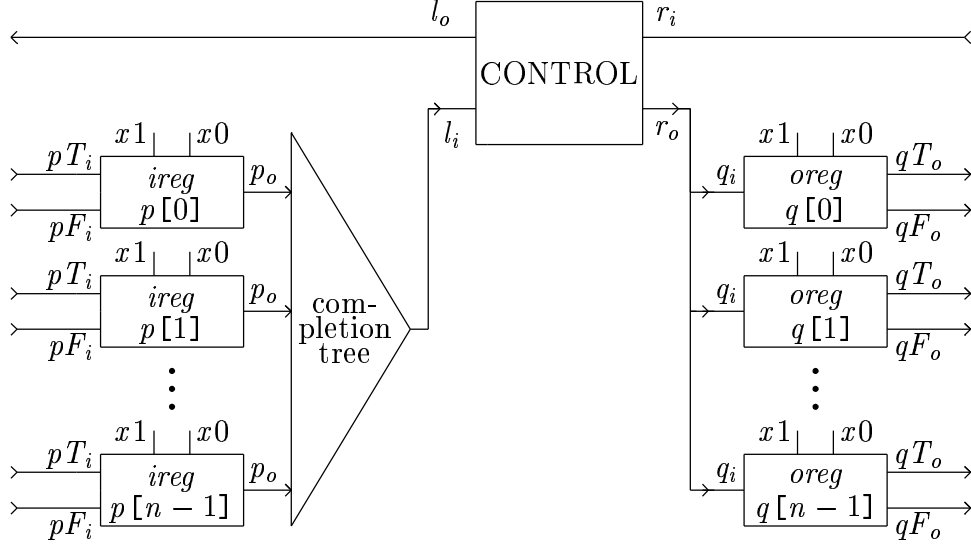 l_o r_i
CONTROL
l_i r_o
x1 x0 x1 x0
pT_i ireg p_o q_i oreg qT_o
pF_i p[0] q[0] qF_o
x1 x0 x1 x0
pT_i ireg p_o q_i oreg qT_o
pF_i p[1] q[1] qF_o
com-
pletion
tree
x1 x0 x1 x0
pT_i ireg p_o q_i oreg qT_o
pF_i p[n − 1] q[n − 1] qF_o